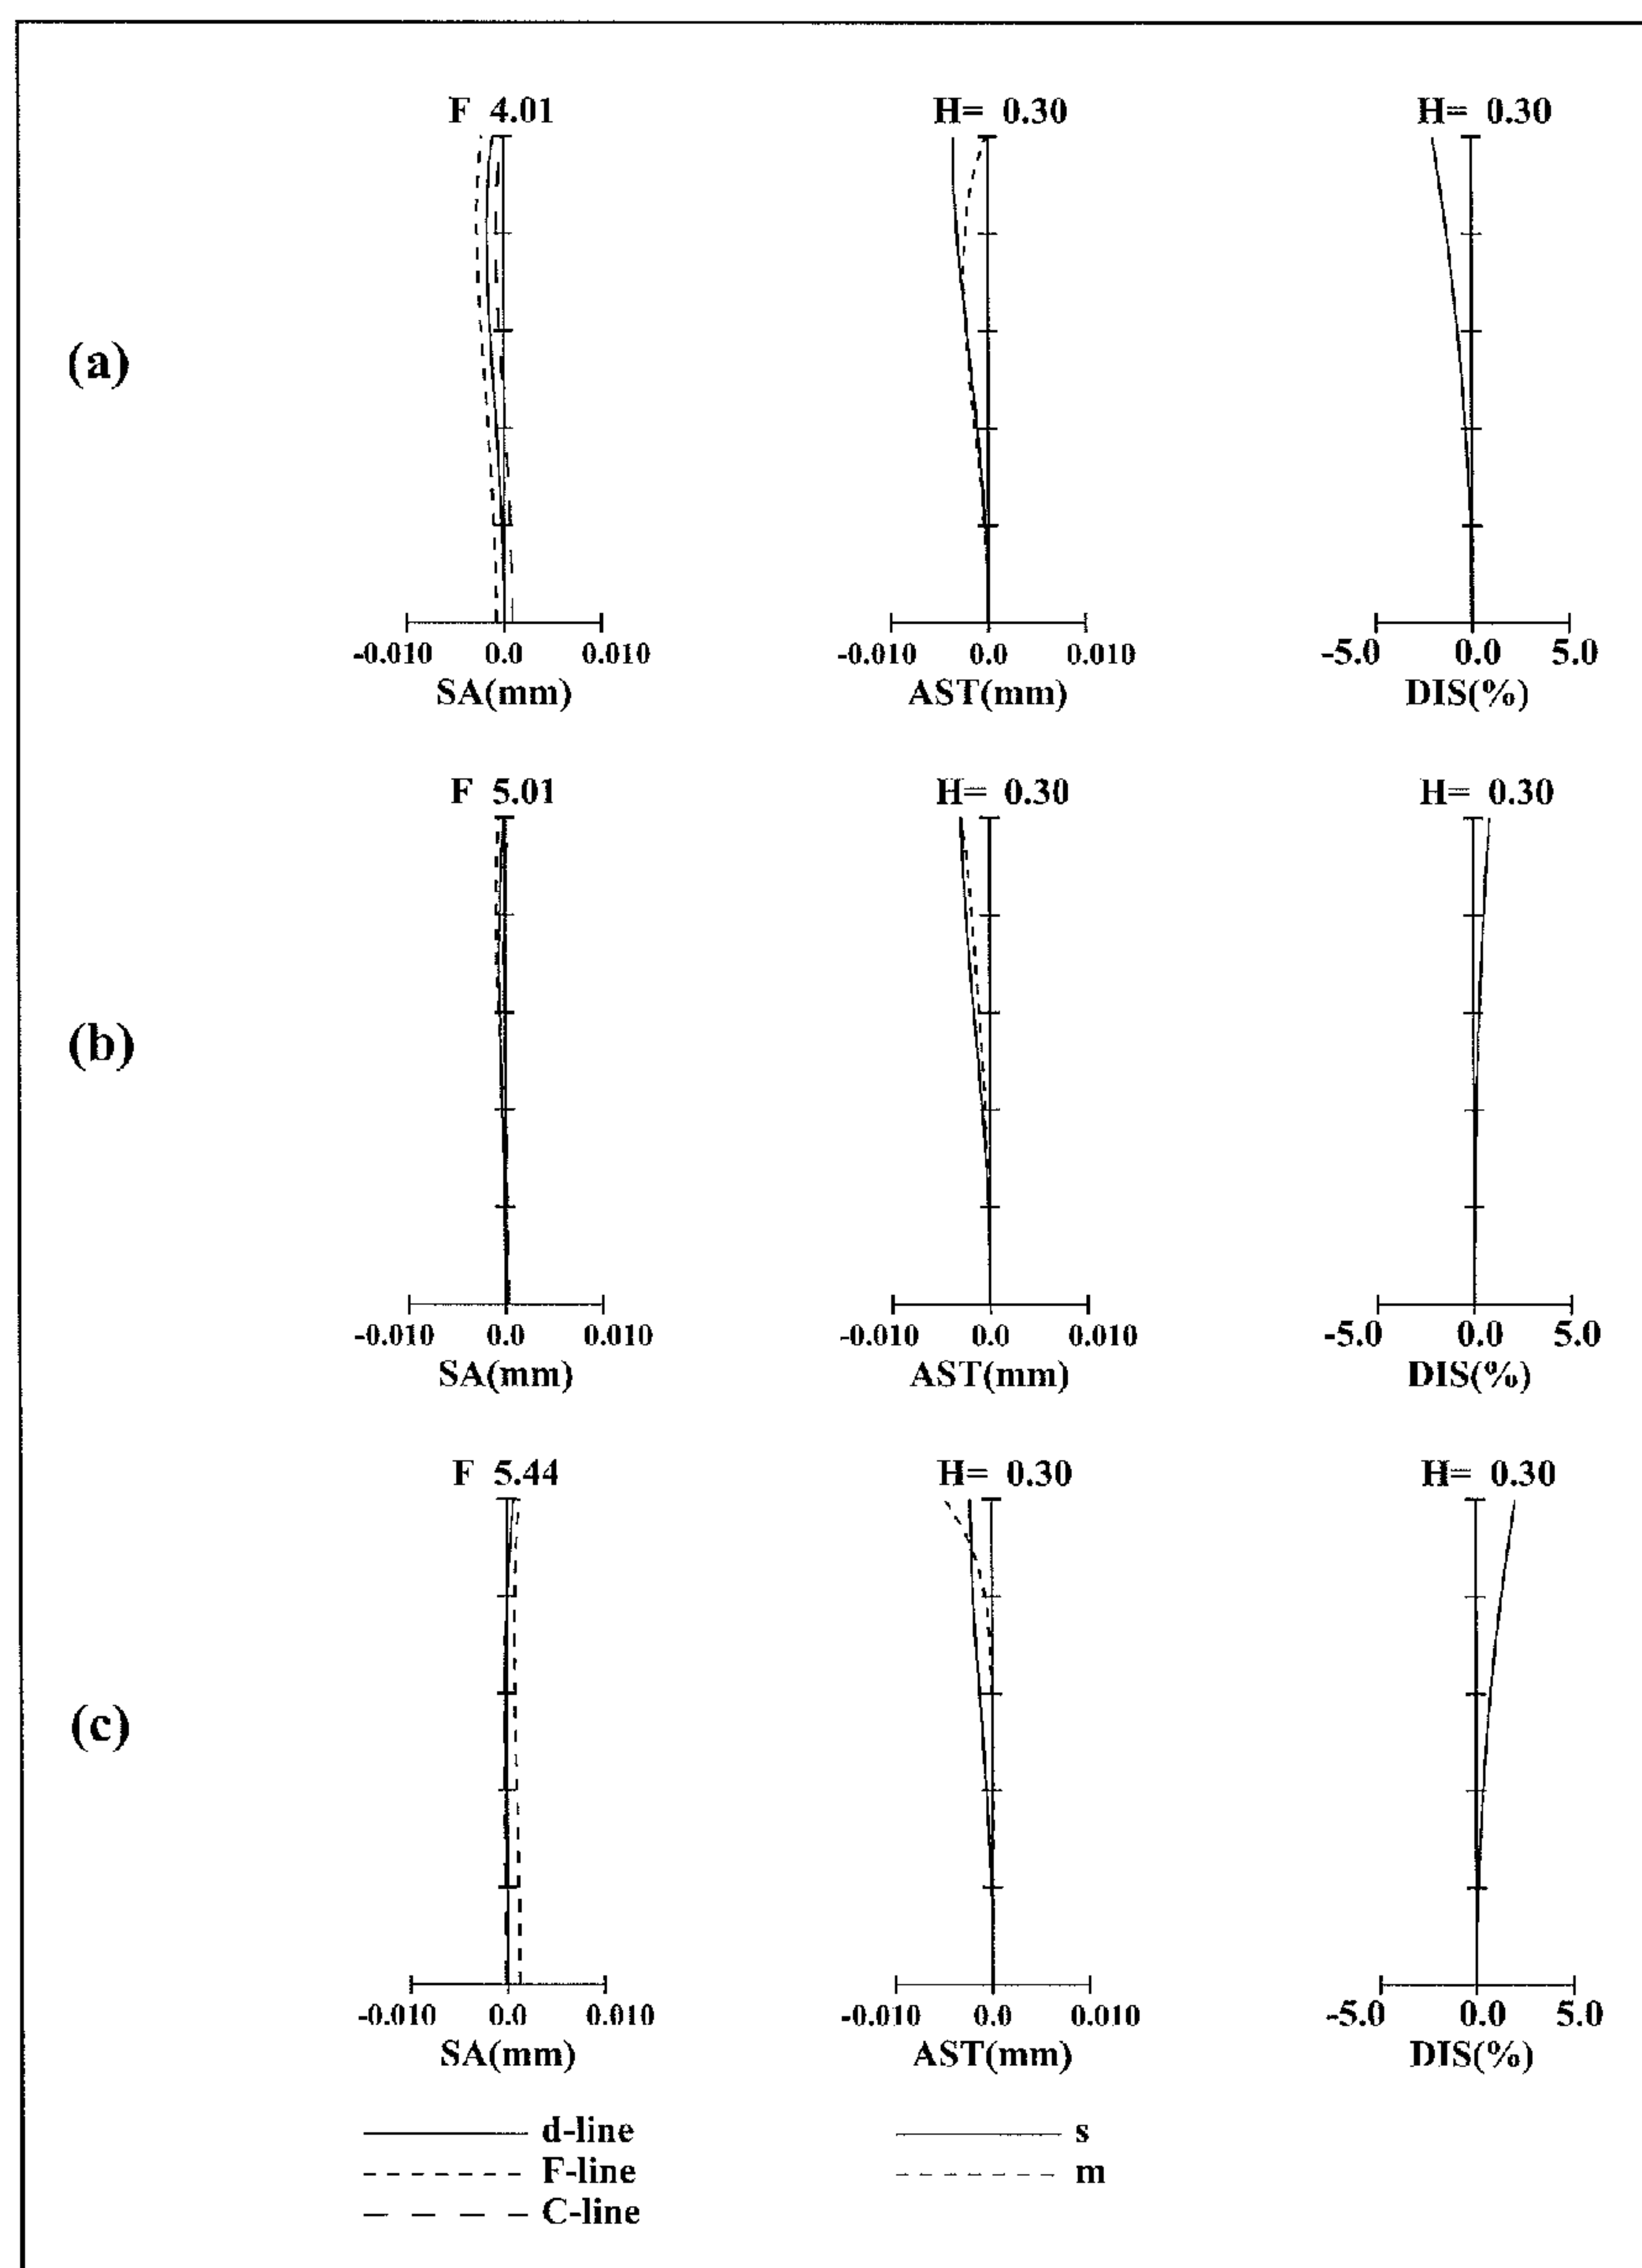 F 4.01 H= 0.30 H= 0.30
(a)
-0.010 0.0 0.010 -0.010 0.0 0.010 -5.0 0.0 5.0
SA(mm) AST(mm) DIS(%)
F 5.01 H= 0.30 H= 0.30
(b)
-0.010 0.0 0.010 -0.010 0.0 0.010 -5.0 0.0 5.0
SA(mm) AST(mm) DIS(%)
F 5.44 H= 0.30 H= 0.30
(c)
-0.010 0.0 0.010 -0.010 0.0 0.010 -5.0 0.0 5.0
SA(mm) AST(mm) DIS(%)
d-line s
F-line m
C-line